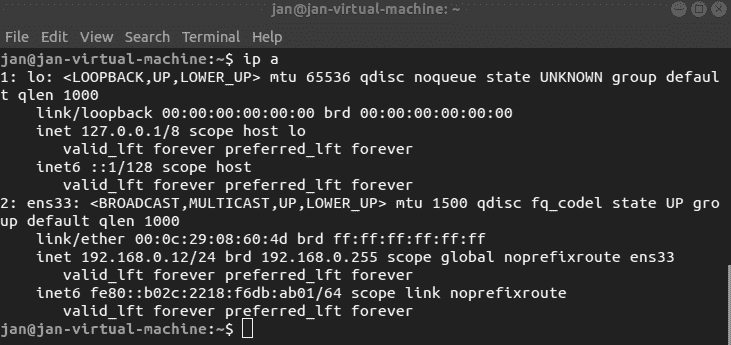 jan@jan-virtual-machine: ~
File Edit View Search Terminal Help
jan@jan-virtual-machine:~$ ip a
1: lo: <LOOPBACK,UP,LOWER_UP> mtu 65536 qdisc noqueue state UNKNOWN group defaul
t qlen 1000
    link/loopback 00:00:00:00:00:00 brd 00:00:00:00:00:00
    inet 127.0.0.1/8 scope host lo
       valid_lft forever preferred_lft forever
    inet6 ::1/128 scope host
       valid_lft forever preferred_lft forever
2: ens33: <BROADCAST,MULTICAST,UP,LOWER_UP> mtu 1500 qdisc fq_codel state UP gro
up default qlen 1000
    link/ether 00:0c:29:08:60:4d brd ff:ff:ff:ff:ff:ff
    inet 192.168.0.12/24 brd 192.168.0.255 scope global noprefixroute ens33
       valid_lft forever preferred_lft forever
    inet6 fe80::b02c:2218:f6db:ab01/64 scope link noprefixroute
       valid_lft forever preferred_lft forever
jan@jan-virtual-machine:~$